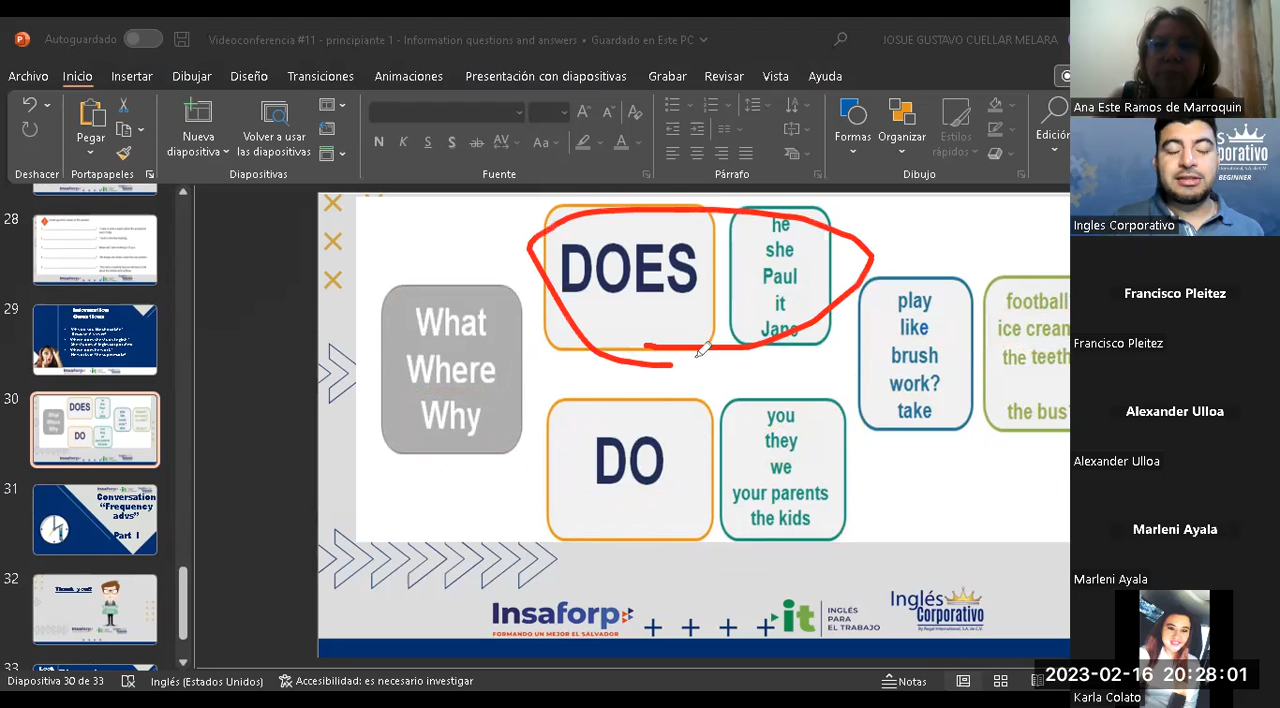 Autoguardado
Videoconferencia #11 - principiante 1 - Information questions and answers • Guardado en Este PC
JOSUE GUSTAVO CUELLAR MELARA
Archivo Inicio Insertar Dibujar Diseño Transiciones Animaciones Presentación con diapositivas Grabar Revisar Vista Ayuda
Pegar
Nueva diapositiva
Volver a usar las diapositivas
Formas
Organizar
Estilos rápidos
Edición
Deshacer
Portapapeles
Diapositivas
Fuente
Párrafo
Dibujo
28
29
Information
Questions
30
31
Conversation
"Frequency
advs"
Part 1
32
Thank you!!
33
What
Where
Why
DOES
he
she
Paul
it
Jane
DO
you
they
we
your parents
the kids
play
like
brush
work?
take
football
ice cream
the teeth
the bus
Insaforp
FORMANDO UN MEJOR EL SALVADOR
it
INGLÉS
PARA
EL TRABAJO
Inglés
Corporativo
Diapositiva 30 de 33
Inglés (Estados Unidos)
Accesibilidad: es necesario investigar
Notas
Ana Este Ramos de Marroquin
BEGINNER
Ingles Corporativo
Francisco Pleitez
Francisco Pleitez
Alexander Ulloa
Alexander Ulloa
Marleni Ayala
Marleni Ayala
2023-02-16 20:28:01
Karla Colato